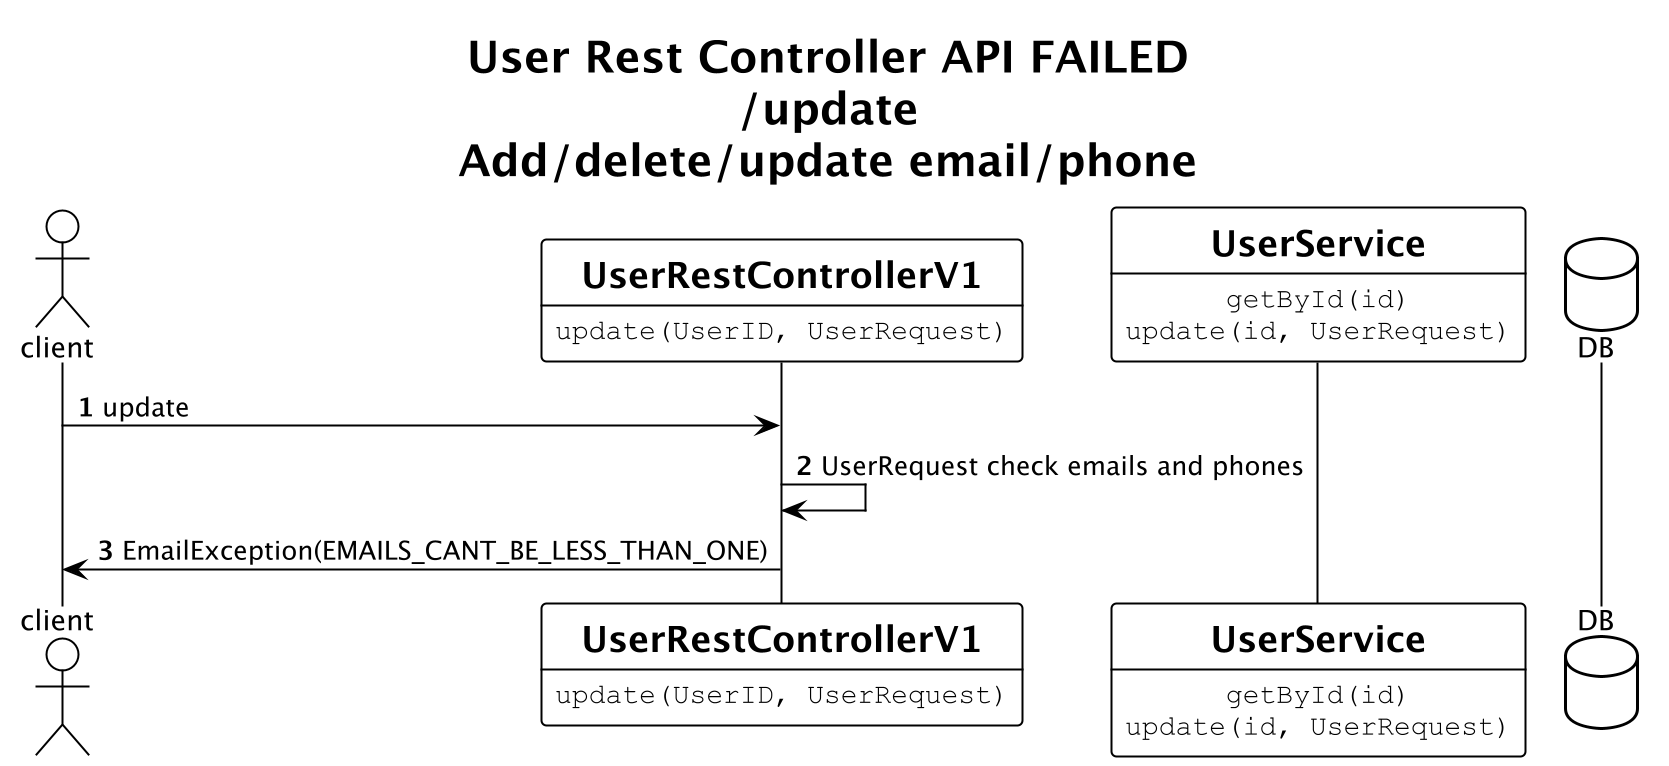 User Rest Controller API FAILED
/update
Add/delete/update email/phone
client
UserRestControllerV1
update(UserID, UserRequest)
UserService
getById(id)
update(id, UserRequest)
DB
1 update
2 UserRequest check emails and phones
3 EmailException(EMAILS_CANT_BE_LESS_THAN_ONE)
client
UserRestControllerV1
update(UserID, UserRequest)
UserService
getById(id)
update(id, UserRequest)
DB